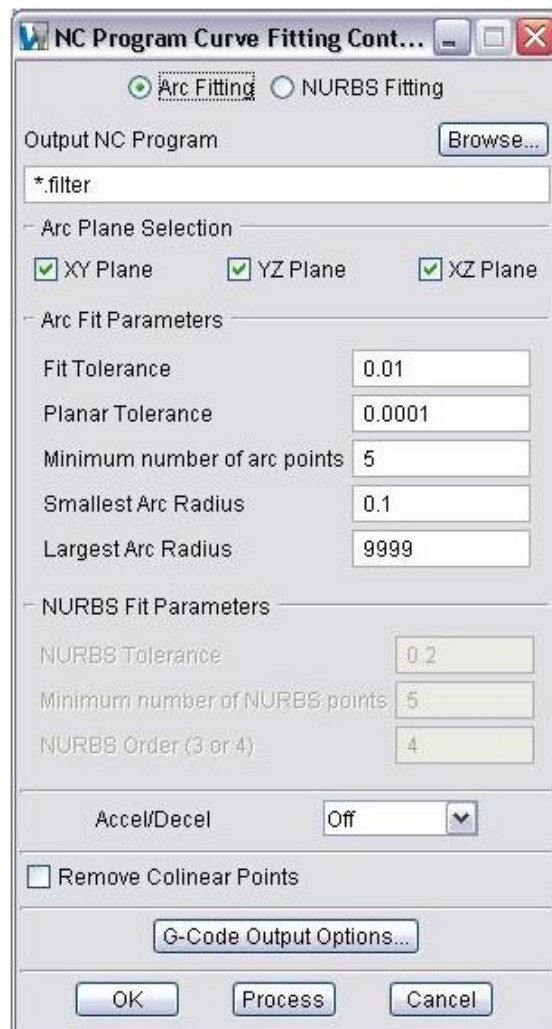 NC Program Curve Fitting Cont...
Arc Fitting NURBS Fitting
Output NC Program Browse...
*.filter
Arc Plane Selection
XY Plane YZ Plane XZ Plane
Arc Fit Parameters
Fit Tolerance 0.01
Planar Tolerance 0.0001
Minimum number of arc points 5
Smallest Arc Radius 0.1
Largest Arc Radius 9999
NURBS Fit Parameters
NURBS Tolerance 0.2
Minimum number of NURBS points 5
NURBS Order (3 or 4) 4
Accel/Decel Off
Remove Colinear Points
G-Code Output Options...
OK Process Cancel